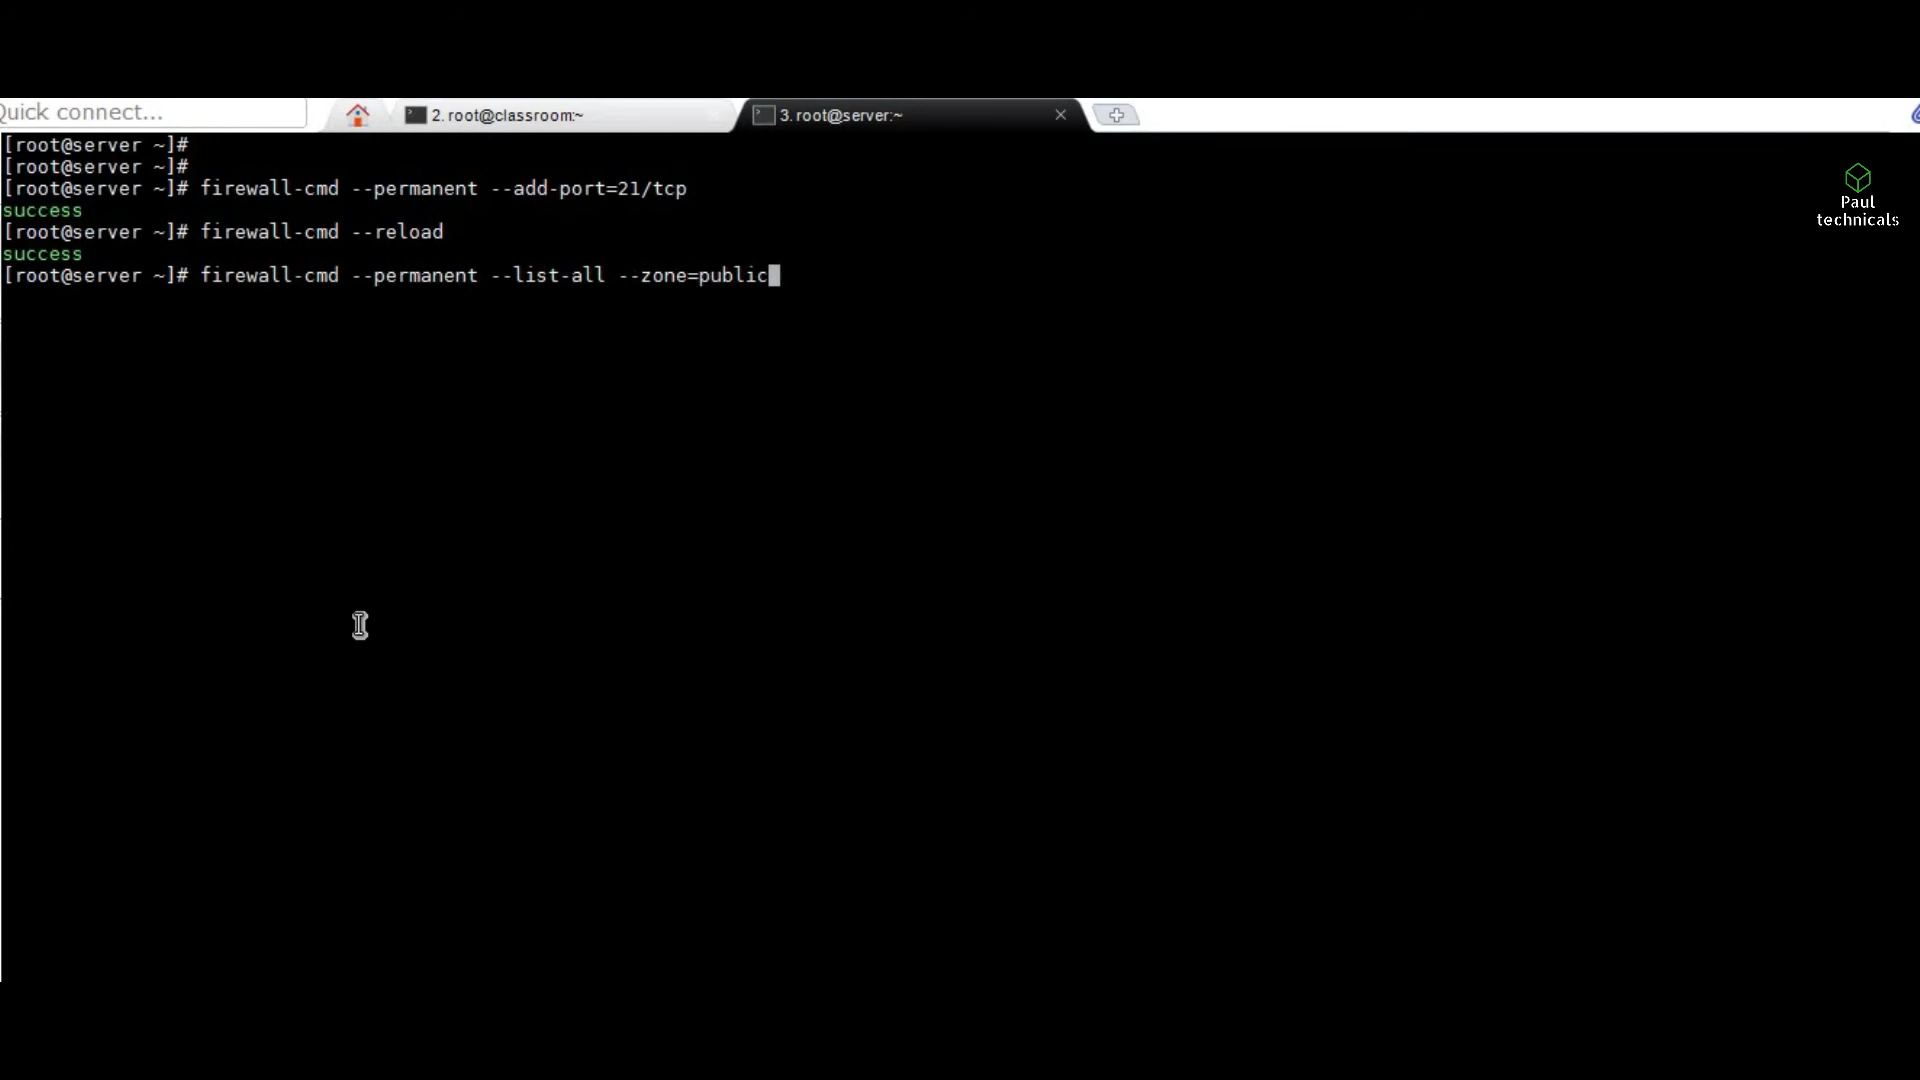 Quick connect...
2. root@classroom:~
3. root@server:~
[root@server ~]#
[root@server ~]#
[root@server ~]# firewall-cmd --permanent --add-port=21/tcp
success
[root@server ~]# firewall-cmd --reload
success
[root@server ~]# firewall-cmd --permanent --list-all --zone=public
Paul
technicals